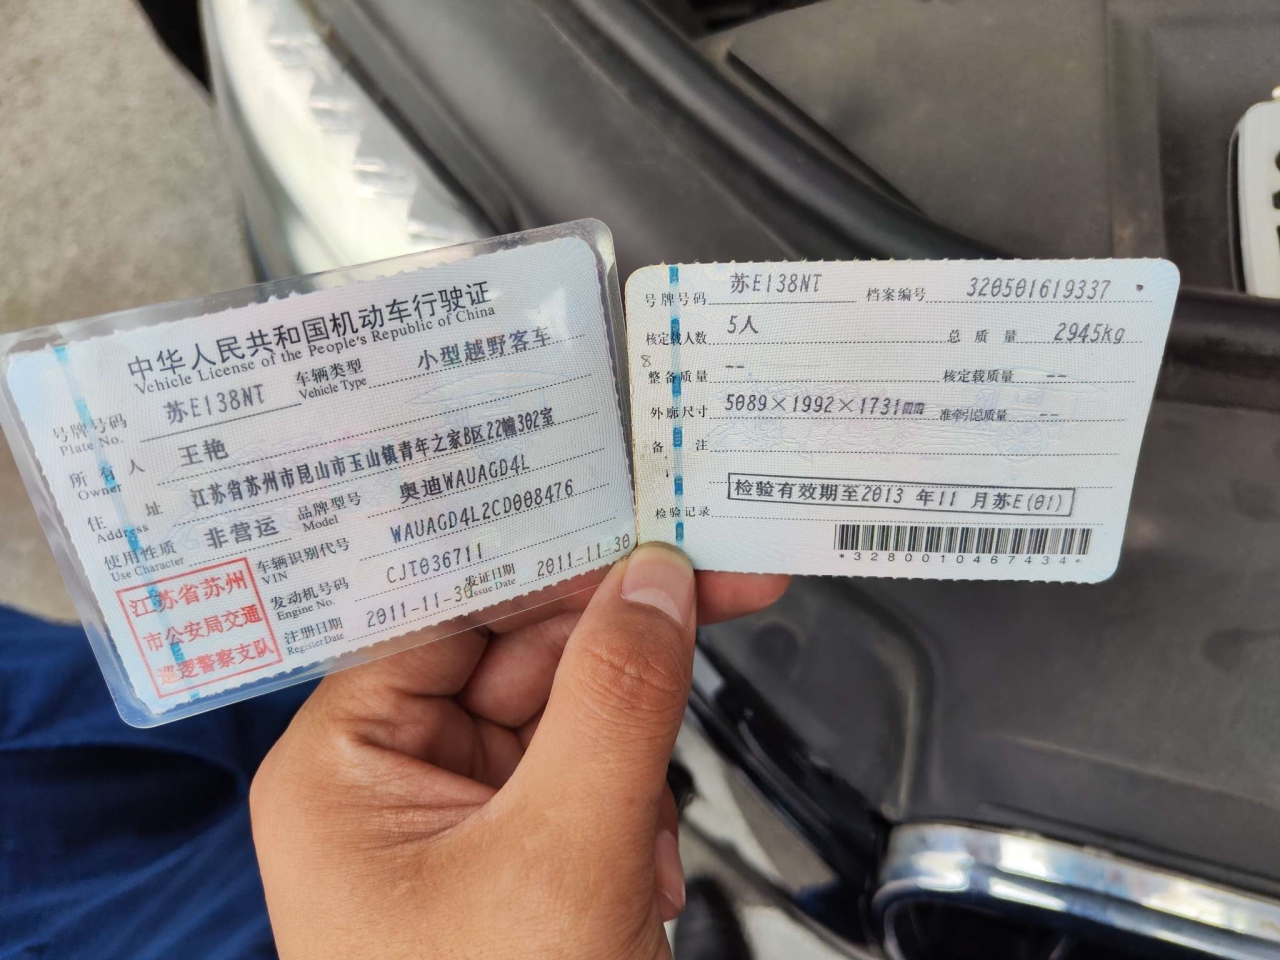 中华人民共和国机动车行驶证
Vehicle License of the People's Republic of China
号牌号码 苏E138NT 车辆类型 小型越野客车
Plate No. Vehicle Type
所有人 王艳
Owner
住址 江苏省苏州市昆山市玉山镇青年之家B区22幢302室
Address
使用性质 非营运 品牌型号 奥迪WAUAGD4L
Use Character Model
车辆识别代号 WAUAGD4L2CD008476
VIN
发动机号码 CJT036711
Engine No.
注册日期 2011-11-30 发证日期 2011-11-30
Register Date Issue Date
江苏省苏州
市公安局交通
巡逻警察支队
号牌号码 苏E138NT 档案编号 320501619337
核定载人数 5人 总质量 2945Kg
整备质量 -- 核定载质量 --
外廓尺寸 5089×1992×1731㎜ 准牵引总质量 --
备注
检验有效期至2013 年11 月苏E(01)
检验记录
*3280010467434*